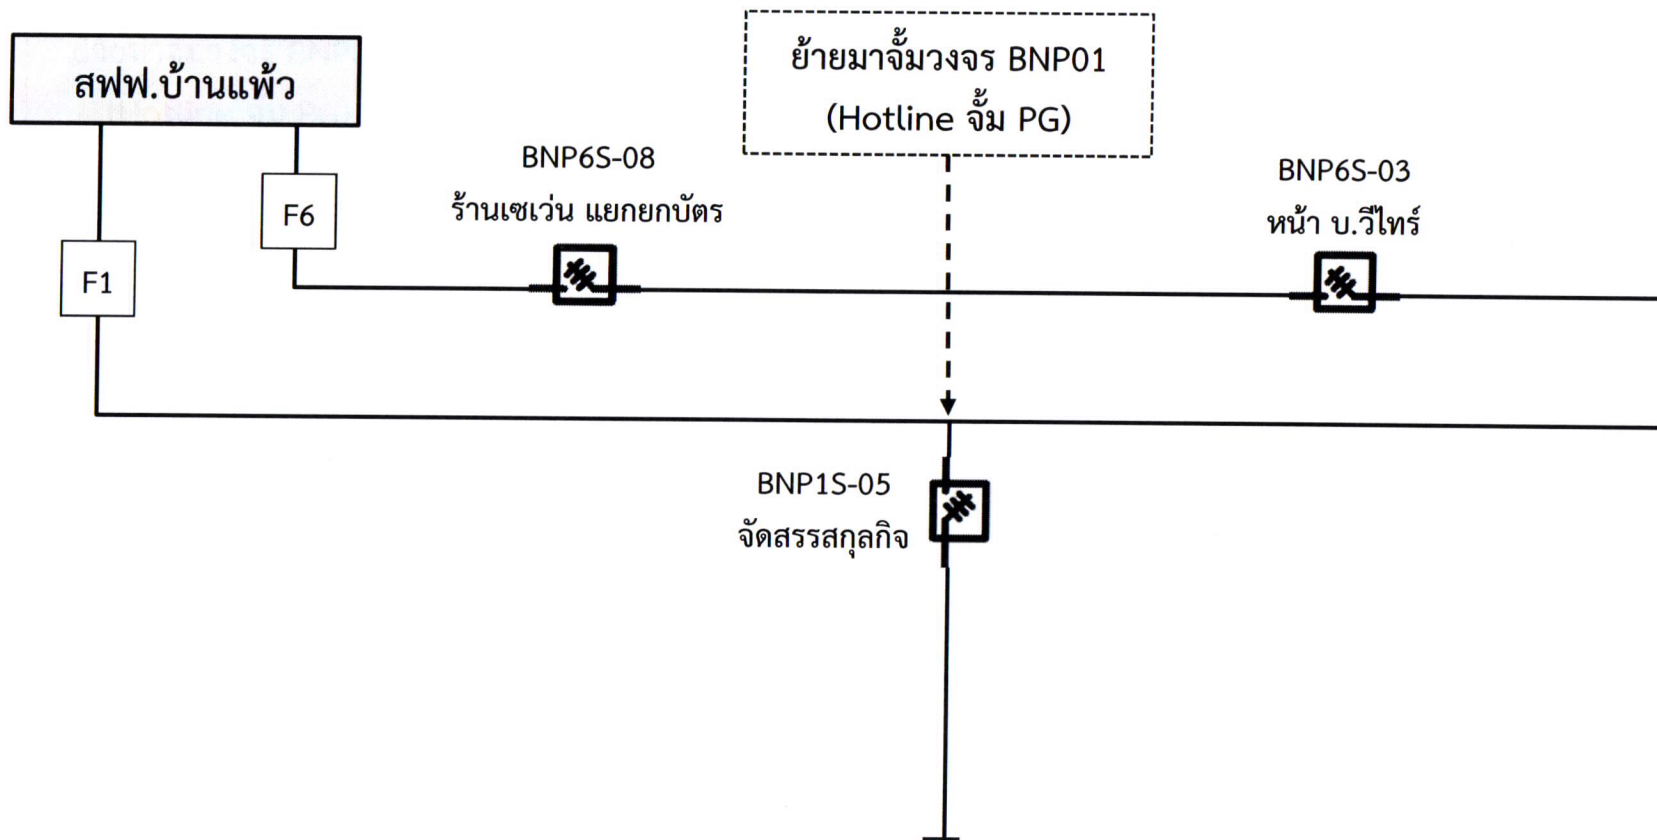 สฟฟ.บ้านแพ้ว
ย้ายมาจั้มวงจร BNP01
(Hotline จั้ม PG)
BNP6S-08
ร้านเซเว่น แยกยกบัตร
BNP6S-03
หน้า บ.วีไทร์
F6
F1
BNP1S-05
จัดสรรสกุลกิจ